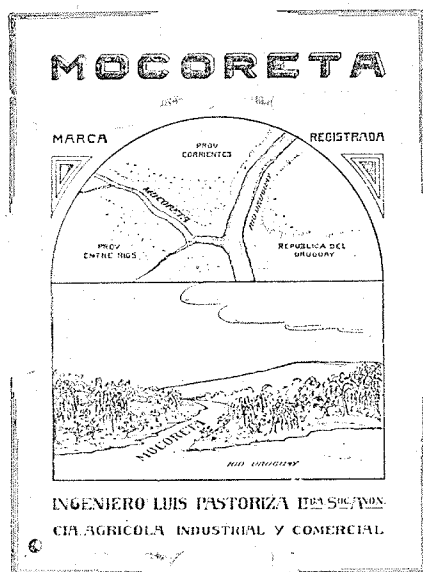 MOCORETA
MARCA REGISTRADA
PROV
CORRIENTES
MOCORETA
RIO URUGUAY
PROV
ENTRE RIOS
REPUBLICA DEL
URUGUAY
MOCORETA
RIO URUGUAY
INGENIERO LUIS PASTORIZA LTDA SOC. ANON.
CIA. AGRICOLA INDUSTRIAL Y COMERCIAL